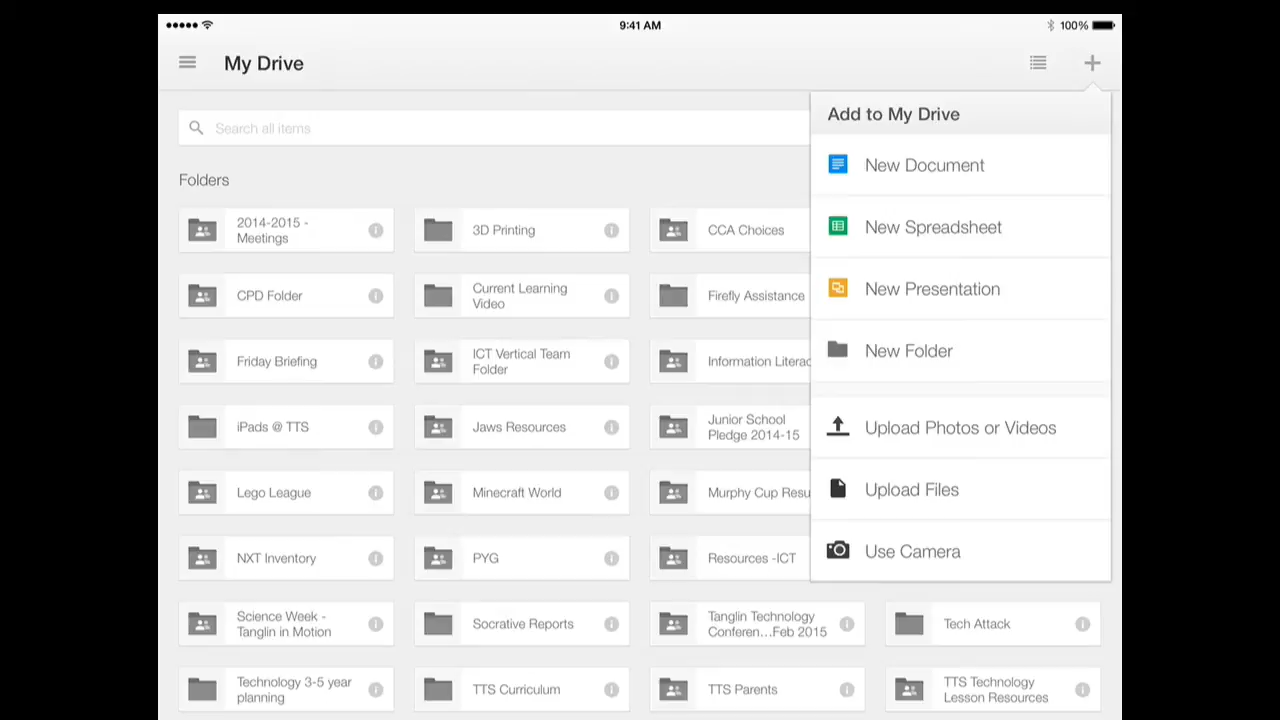 9:41 AM
100%
My Drive
Add to My Drive
Search all items
New Document
Folders
New Spreadsheet
2014-2015 -
Meetings
3D Printing
CCA Choices
CPD Folder
Current Learning
Video
Firefly Assistance
New Presentation
Friday Briefing
ICT Vertical Team
Folder
Information Literac
New Folder
iPads @ TTS
Jaws Resources
Junior School
Pledge 2014-15
Upload Photos or Videos
Lego League
Minecraft World
Murphy Cup Resu
Upload Files
NXT Inventory
PYG
Resources -ICT
Use Camera
Science Week -
Tanglin in Motion
Socrative Reports
Tanglin Technology
Conferen...Feb 2015
Tech Attack
Technology 3-5 year
planning
TTS Curriculum
TTS Parents
TTS Technology
Lesson Resources